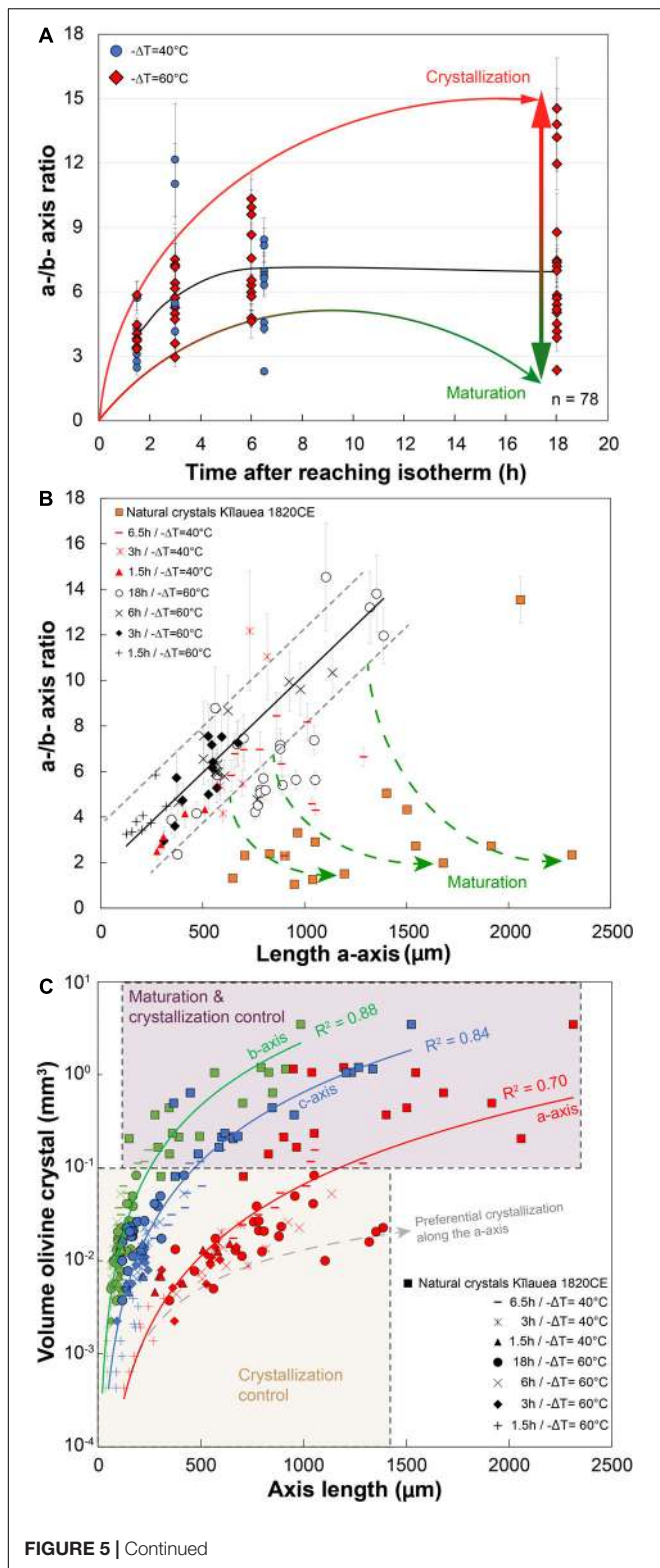 A
18
15
12
9
6
3
0
a-/b- axis ratio
-ΔT=40°C
-ΔT=60°C
Crystallization
Maturation
n = 78
0 2 4 6 8 10 12 14 16 18 20
Time after reaching isotherm (h)
B
18
16
14
12
10
8
6
4
2
0
a-/b- axis ratio
Natural crystals Kīlauea 1820CE
6.5h / -ΔT=40°C
3h / -ΔT=40°C
1.5h / -ΔT=40°C
18h / -ΔT=60°C
6h / -ΔT=60°C
3h / -ΔT=60°C
1.5h / -ΔT=60°C
Maturation
0 500 1000 1500 2000 2500
Length a-axis (µm)
C
10¹
10⁰
10⁻¹
10⁻²
10⁻³
10⁻⁴
Volume olivine crystal (mm³)
Maturation &
crystallization control
b-axis
R² = 0.88
c-axis
R² = 0.84
R² = 0.70
a-axis
Preferential crystallization
along the a-axis
Crystallization
control
Natural crystals Kīlauea 1820CE
6.5h / -ΔT= 40°C
3h / -ΔT= 40°C
1.5h / -ΔT= 40°C
18h / -ΔT= 60°C
6h / -ΔT= 60°C
3h / -ΔT= 60°C
1.5h / -ΔT= 60°C
0 500 1000 1500 2000 2500
Axis length (µm)
FIGURE 5 | Continued